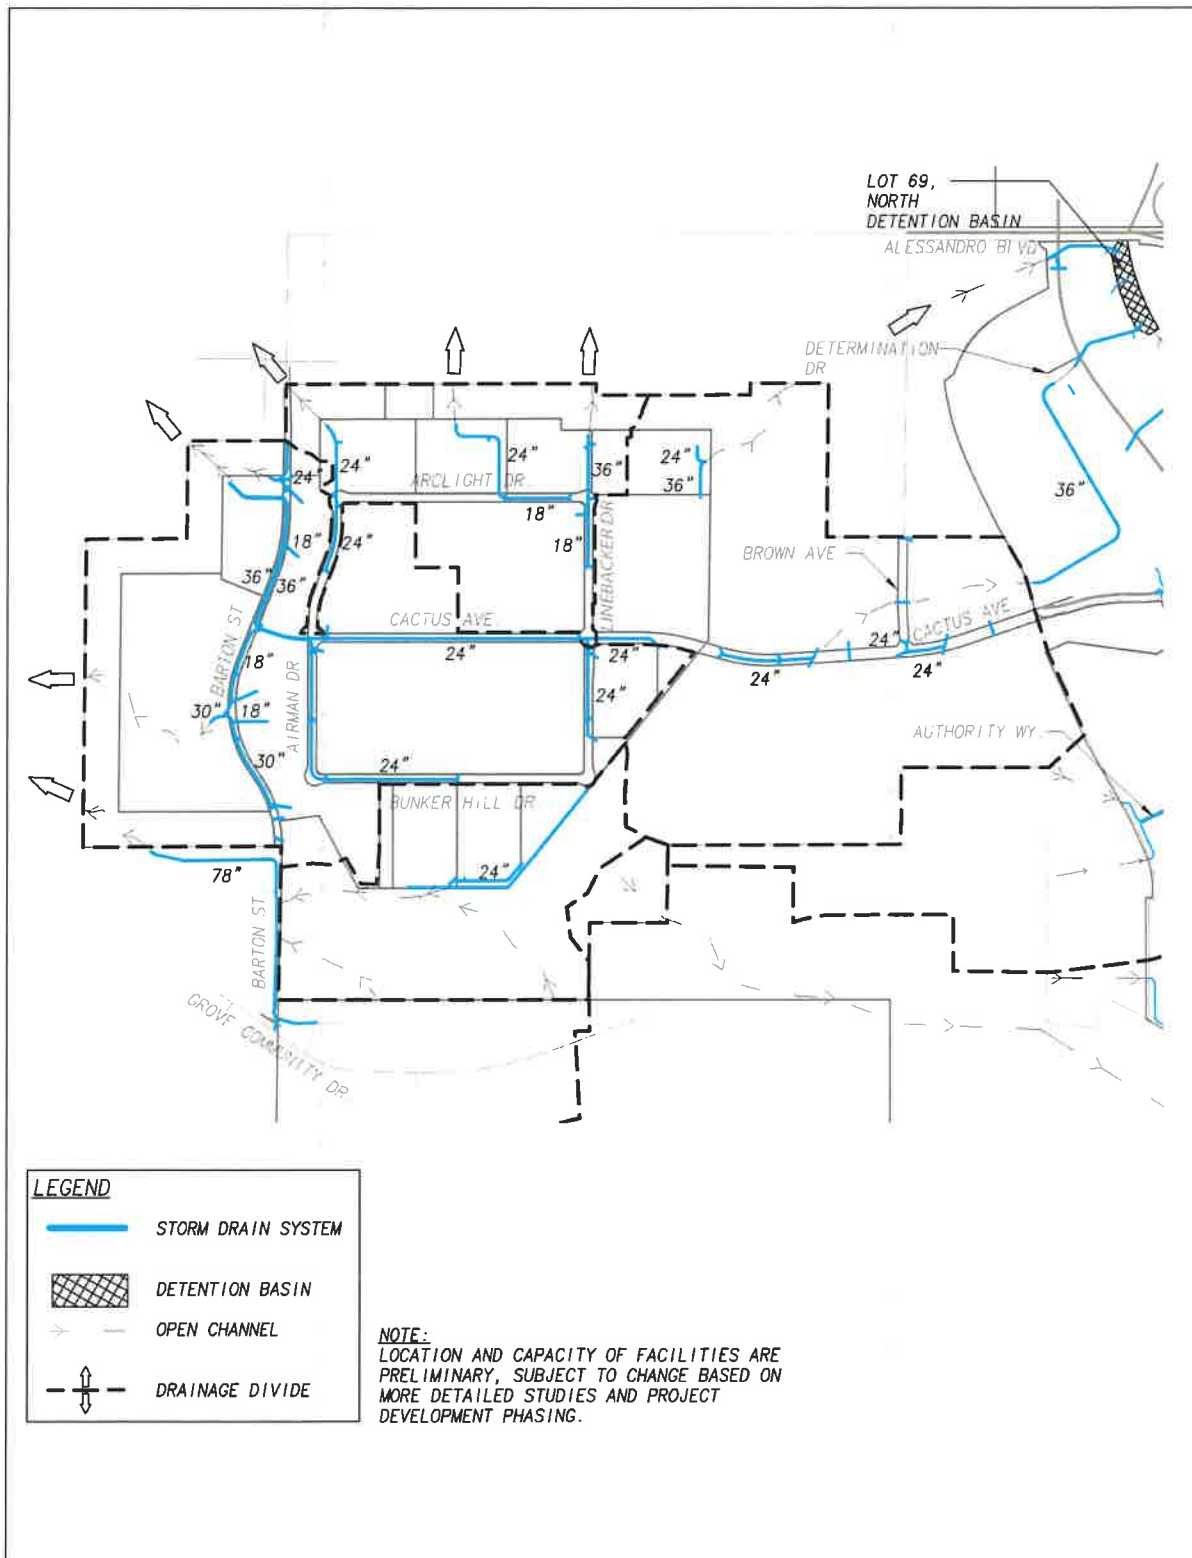 LOT 69,
NORTH
DETENTION BASIN
ALESSANDRO BLVD
DETERMINATION
DR
24"
24"
ARCLIGHT DR
24"
36"
24"
36"
36"
18"
18"
24"
18"
LINEBACKER DR
BROWN AVE
36"
36"
BARTON ST
CACTUS AVE
CACTUS AVE
24"
18"
24"
24"
24"
24"
24"
30"
18"
AIRMAN DR
30"
AUTHORITY WY
24"
BUNKER HILL DR
78"
24"
BARTON ST
GROVE COMMUNITY DR
LEGEND
STORM DRAIN SYSTEM
DETENTION BASIN
OPEN CHANNEL
DRAINAGE DIVIDE
NOTE:
LOCATION AND CAPACITY OF FACILITIES ARE
PRELIMINARY, SUBJECT TO CHANGE BASED ON
MORE DETAILED STUDIES AND PROJECT
DEVELOPMENT PHASING.